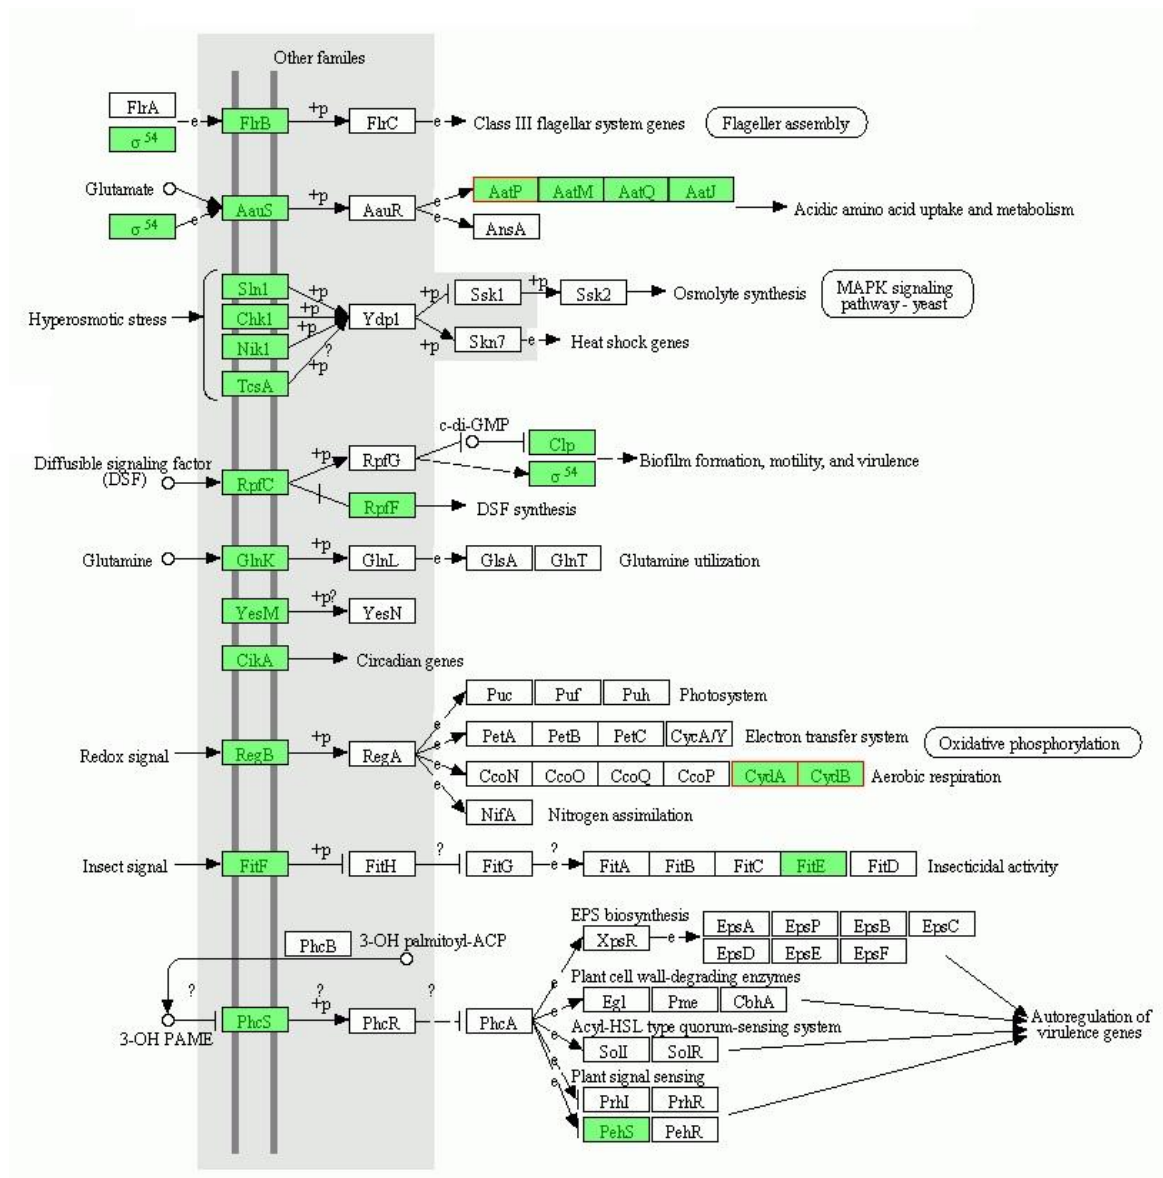 Other familes
FlrA
σ 54
e
FlrB
+p
FlrC
e
Class III flagellar system genes
Flageller assembly
Glutamate
σ 54
e
AauS
+p
AauR
e
e
AatP AatM AatQ AatJ
AnsA
Acidic amino acid uptake and metabolism
Hyperosmotic stress
Sln1
Chk1
Nik1
TcsA
+p
+p
+p
?
+p
Ydp1
+p
+p
Ssk1
+p
Ssk2
Osmolyte synthesis
MAPK signaling
pathway - yeast
Skn7
e
Heat shock genes
Diffusible signaling factor
(DSF)
RpfC
+p
RpfG
c-di-GMP
Clp
σ 54
Biofilm formation, motility, and virulence
RpfF
DSF synthesis
Glutamine
GlnK
+p
GlnL
e
GlsA GlnT
Glutamine utilization
YesM
+p?
YesN
CikA
Circadian genes
Redox signal
RegB
+p
RegA
e
e
e
e
Puc Puf Puh Photosystem
PetA PetB PetC CycA/Y Electron transfer system
Oxidative phosphorylation
CcoN CcoO CcoQ CcoP CydA CydB Aerobic respiration
NifA Nitrogen assimilation
Insect signal
FitF
+p
FitH
?
FitG
?
e
FitA FitB FitC FitE FitD Insecticidal activity
PhcB
3-OH palmitoyl-ACP
?
3-OH PAME
PhcS
?
+p
PhcR
?
PhcA
e
e
e
e
e
EPS biosynthesis
XpsR
e
EpsA EpsP EpsB EpsC
EpsD EpsE EpsF
Plant cell wall-degrading enzymes
Egl Pme CbhA
Acyl-HSL type quorum-sensing system
SolI SolR
Plant signal sensing
PrhI PrhR
PehS PehR
Autoregulation of
virulence genes